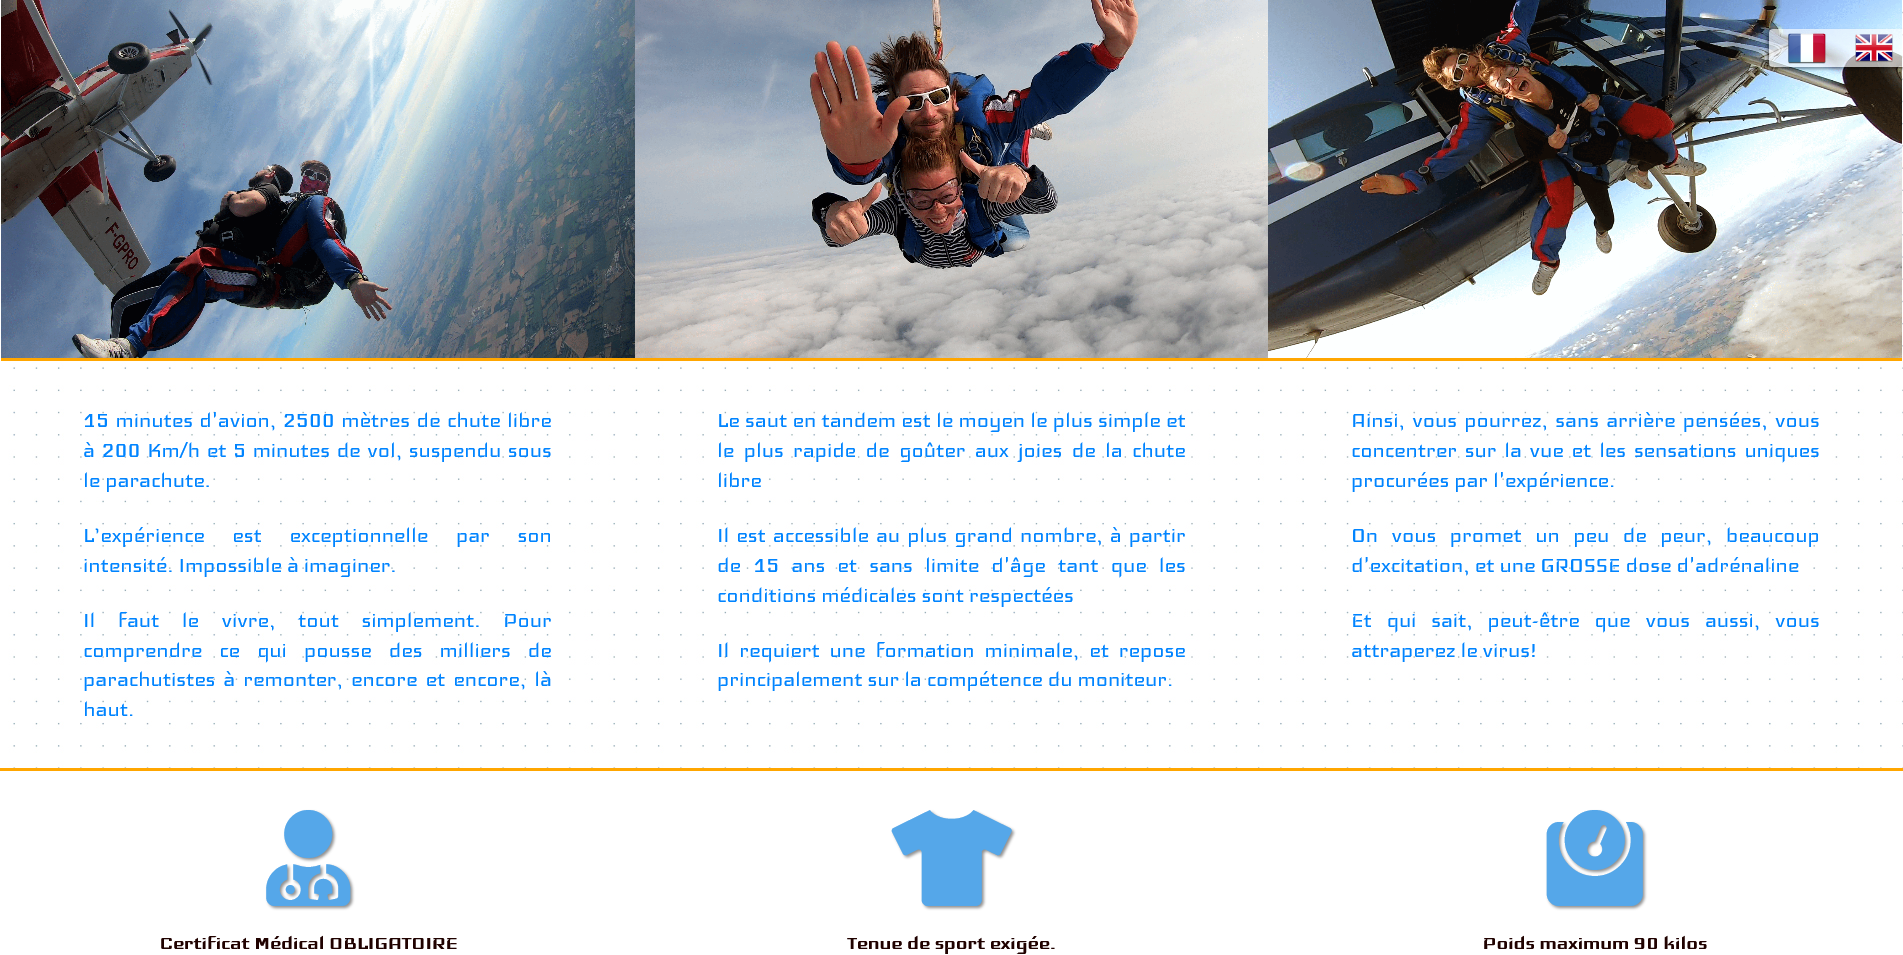 F-GPRO
15 minutes d'avion, 2500 mètres de chute libre
à 200 Km/h et 5 minutes de vol, suspendu sous
le parachute.
L'expérience est exceptionnelle par son
intensité. Impossible à imaginer.
Il faut le vivre, tout simplement. Pour
comprendre ce qui pousse des milliers de
parachutistes à remonter, encore et encore, là
haut.
Le saut en tandem est le moyen le plus simple et
le plus rapide de goûter aux joies de la chute
libre
Il est accessible au plus grand nombre, à partir
de 15 ans et sans limite d'âge tant que les
conditions médicales sont respectées
Il requiert une formation minimale, et repose
principalement sur la compétence du moniteur.
Ainsi, vous pourrez, sans arrière pensées, vous
concentrer sur la vue et les sensations uniques
procurées par l'expérience.
On vous promet un peu de peur, beaucoup
d'excitation, et une GROSSE dose d'adrénaline
Et qui sait, peut-être que vous aussi, vous
attraperez le virus!
Certificat Médical OBLIGATOIRE
Tenue de sport exigée.
Poids maximum 90 kilos